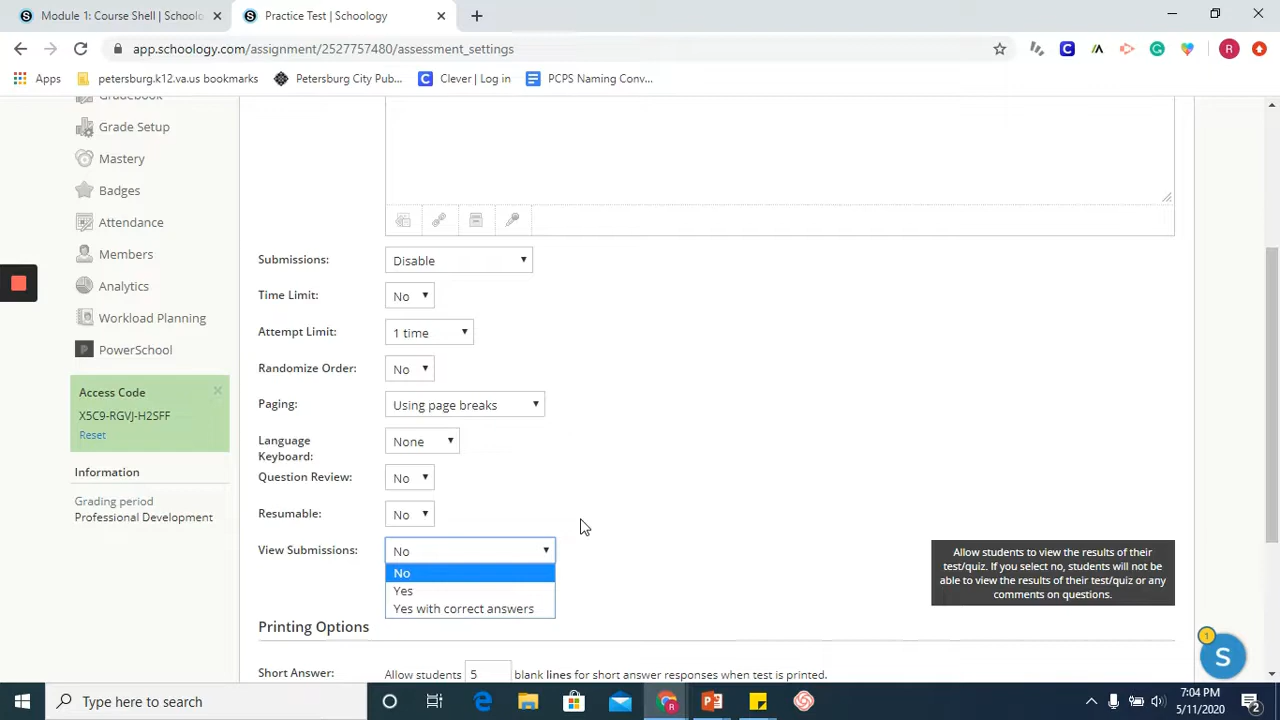 Module 1: Course Shell | Schoolo
Practice Test | Schoology
app.schoology.com/assignment/2527757480/assessment_settings
R
Apps
petersburg.k12.va.us bookmarks
Petersburg City Pub...
Clever | Log in
PCPS Naming Conv...
Gradebook
Grade Setup
Mastery
Badges
Attendance
Members
Analytics
Workload Planning
PowerSchool
Access Code
X5C9-RGVJ-H2SFF
Reset
Information
Grading period
Professional Development
Submissions: Disable
Time Limit: No
Attempt Limit: 1 time
Randomize Order: No
Paging: Using page breaks
Language
Keyboard:
None
Question Review: No
Resumable: No
View Submissions: No
No
Yes
Yes with correct answers
Allow students to view the results of their
test/quiz. If you select no, students will not be
able to view the results of their test/quiz or any
comments on questions.
Printing Options
Short Answer: Allow students 5 blank lines for short answer responses when test is printed.
1
S
Type here to search
7:04 PM
5/11/2020
2